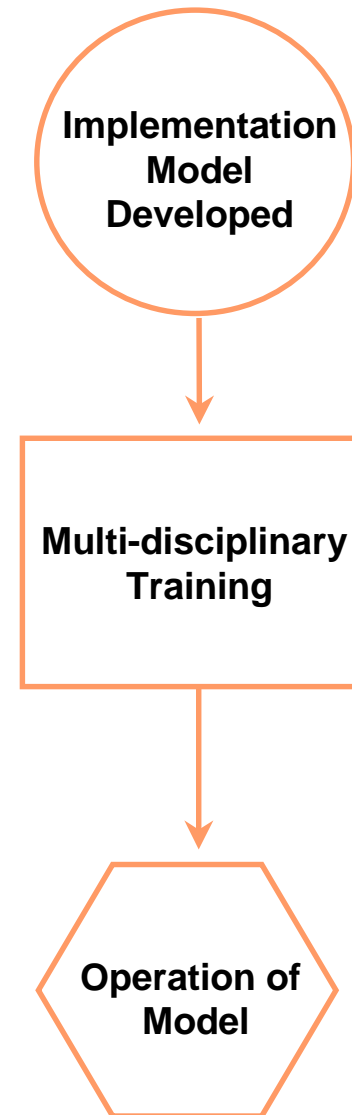 Implementation
Model
Developed
Multi-disciplinary
Training
Operation of
Model